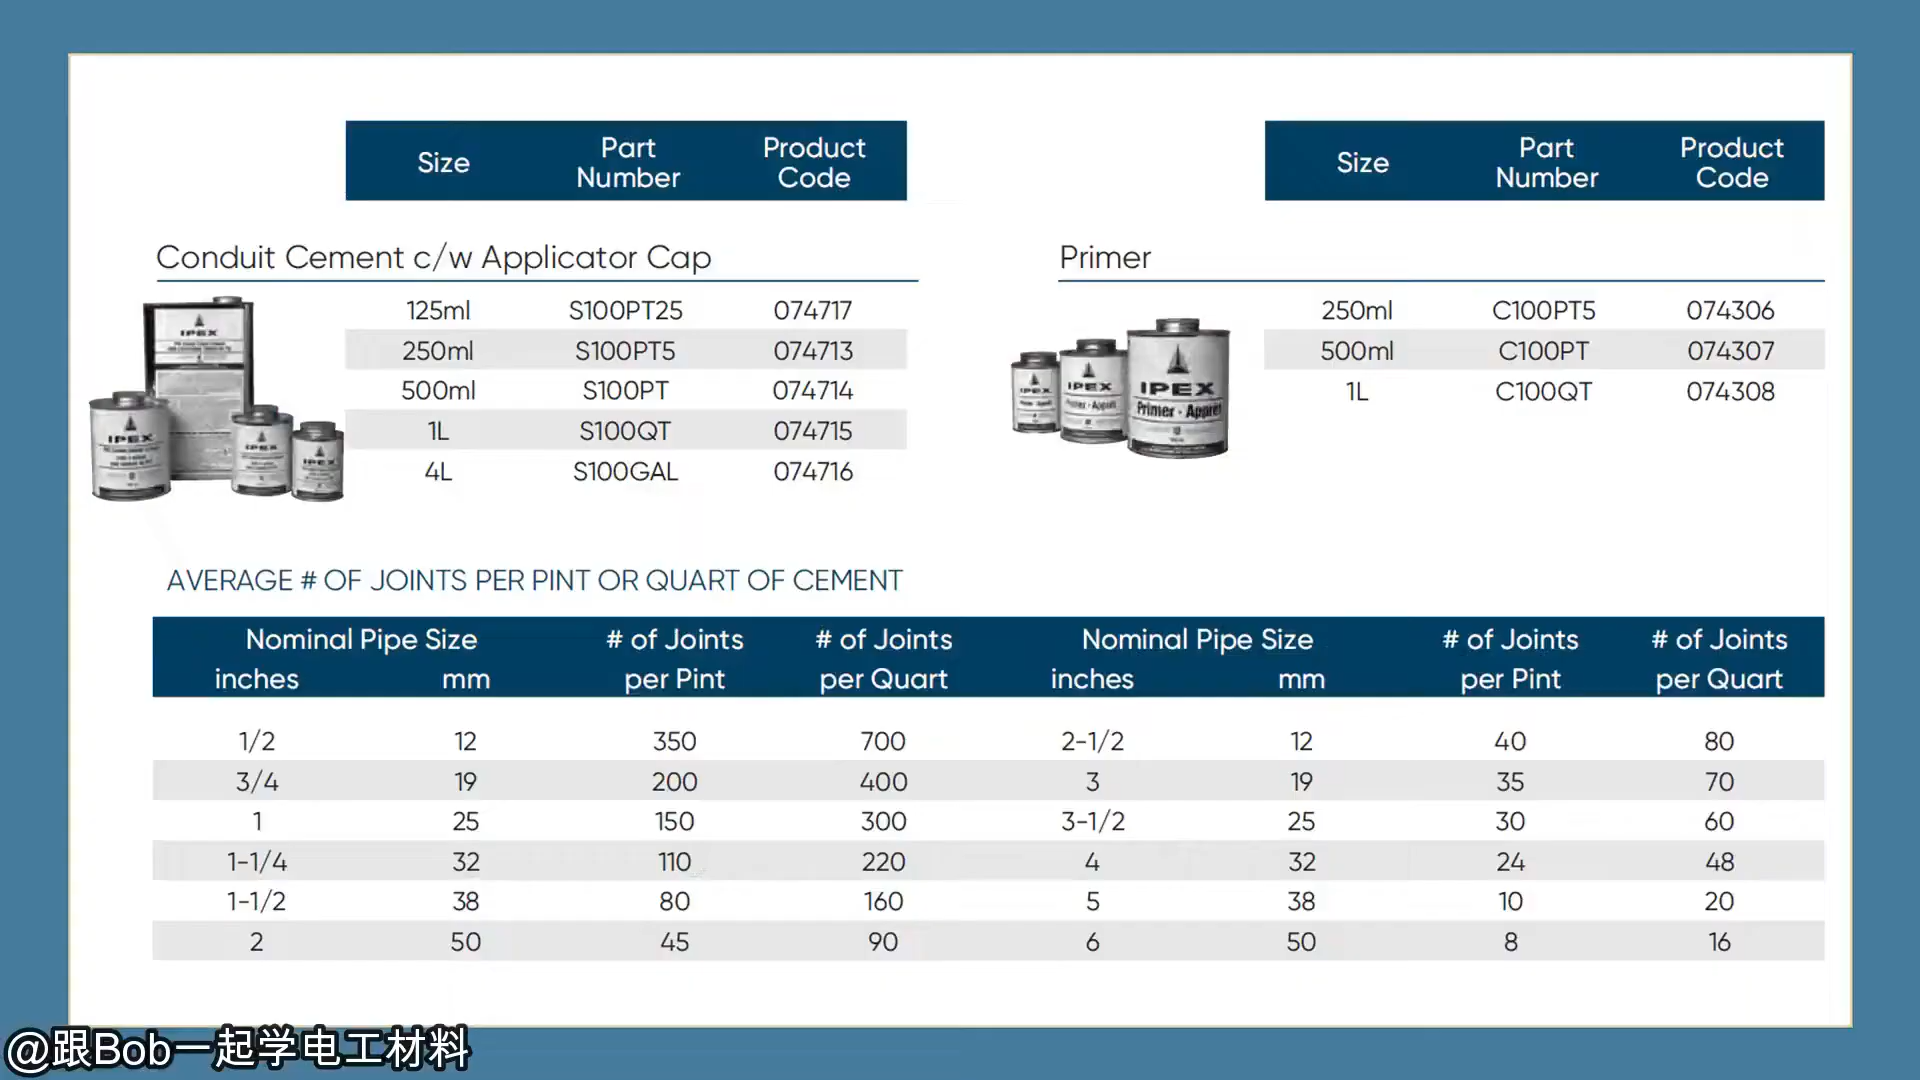 Size Part Number Product Code
Conduit Cement c/w Applicator Cap
125ml S100PT25 074717
250ml S100PT5 074713
500ml S100PT 074714
1L S100QT 074715
4L S100GAL 074716
IPEX
IPEX
IPEX
IPEX
Size Part Number Product Code
Primer
250ml C100PT5 074306
500ml C100PT 074307
1L C100QT 074308
IPEX
IPEX
IPEX
Primer · Appret
AVERAGE # OF JOINTS PER PINT OR QUART OF CEMENT
Nominal Pipe Size # of Joints # of Joints Nominal Pipe Size # of Joints # of Joints
inches mm per Pint per Quart inches mm per Pint per Quart
1/2 12 350 700 2-1/2 12 40 80
3/4 19 200 400 3 19 35 70
1 25 150 300 3-1/2 25 30 60
1-1/4 32 110 220 4 32 24 48
1-1/2 38 80 160 5 38 10 20
2 50 45 90 6 50 8 16
@跟Bob一起学电工材料